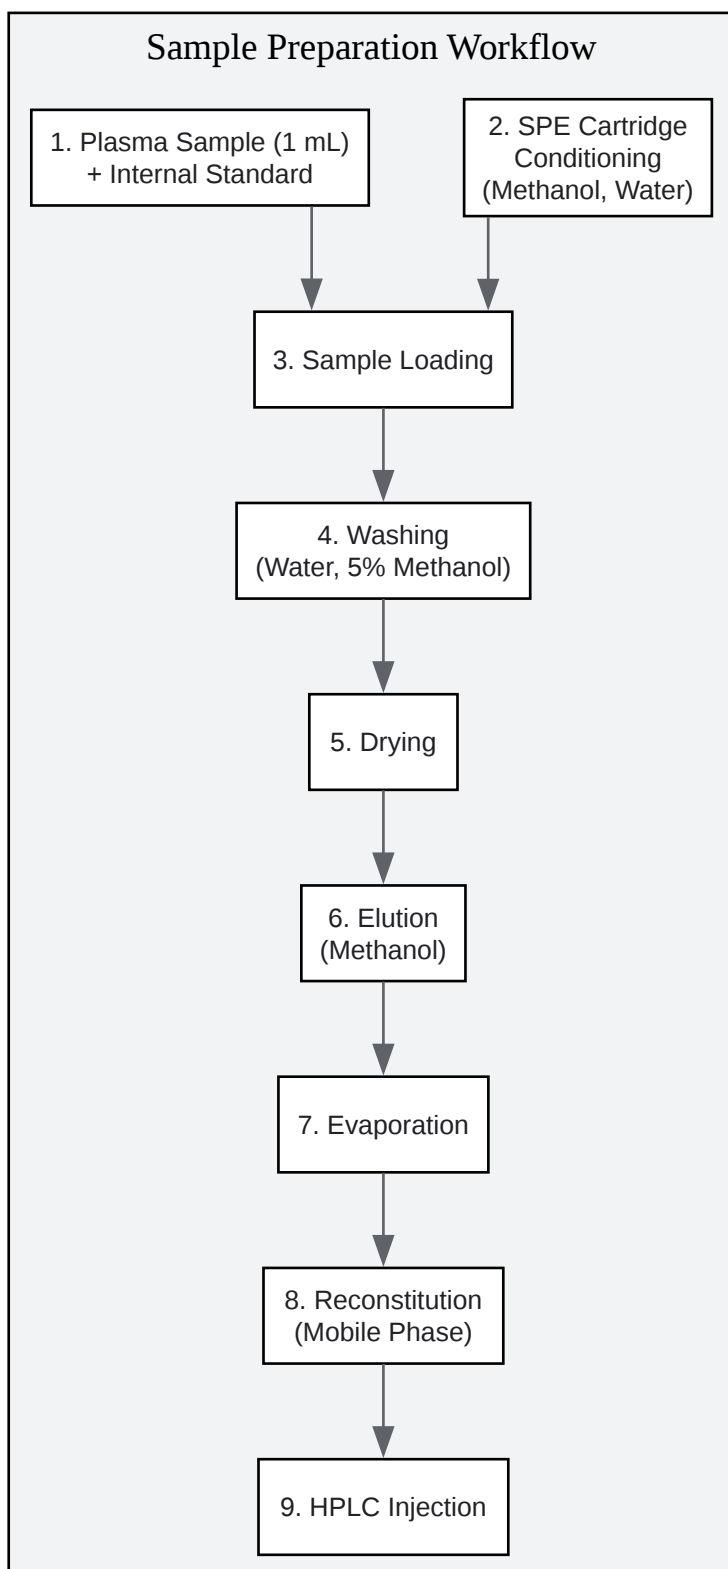 Sample Preparation Workflow
1. Plasma Sample (1 mL)
+ Internal Standard
2. SPE Cartridge
Conditioning
(Methanol, Water)
3. Sample Loading
4. Washing
(Water, 5% Methanol)
5. Drying
6. Elution
(Methanol)
7. Evaporation
8. Reconstitution
(Mobile Phase)
9. HPLC Injection